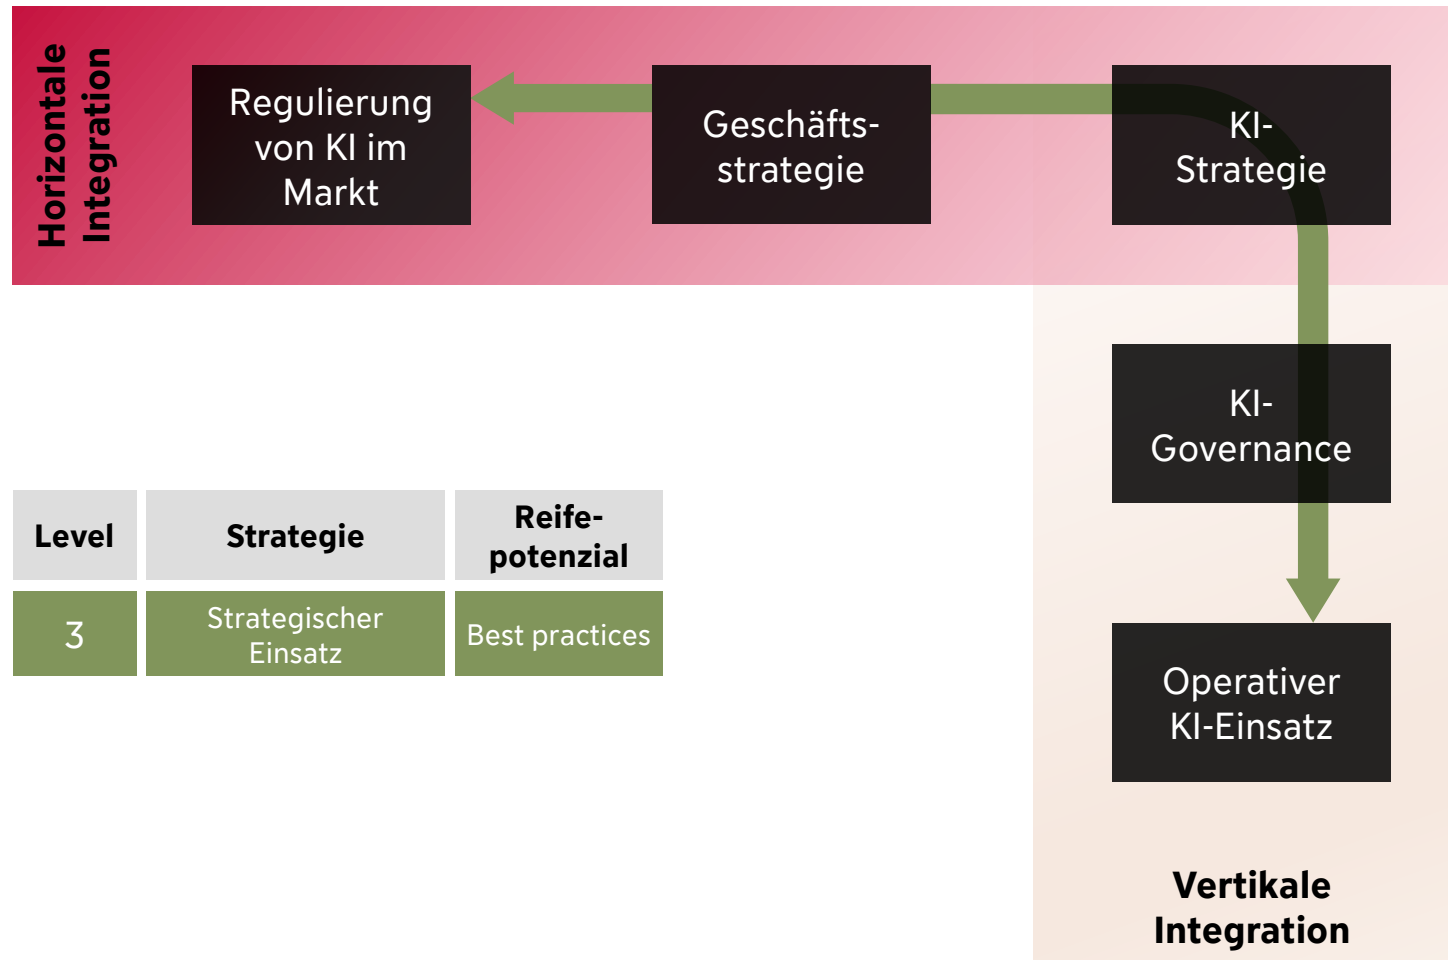 Horizontale
Integration
Regulierung
von KI im
Markt
Geschäfts-
strategie
KI-
Strategie
KI-
Governance
Operativer
KI-Einsatz
Vertikale
Integration
Level
Strategie
Reife-
potenzial
3
Strategischer
Einsatz
Best practices